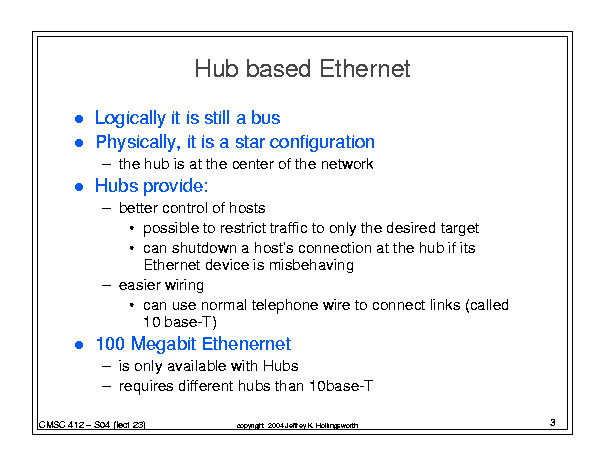 Hub based Ethernet
● Logically it is still a bus
● Physically, it is a star configuration
– the hub is at the center of the network
● Hubs provide:
– better control of hosts
• possible to restrict traffic to only the desired target
• can shutdown a host's connection at the hub if its
Ethernet device is misbehaving
– easier wiring
• can use normal telephone wire to connect links (called
10 base-T)
● 100 Megabit Ethenernet
– is only available with Hubs
– requires different hubs than 10base-T
CMSC 412 – S04 (lect 23)
copyright 2004 Jeffrey K. Hollingsworth
3